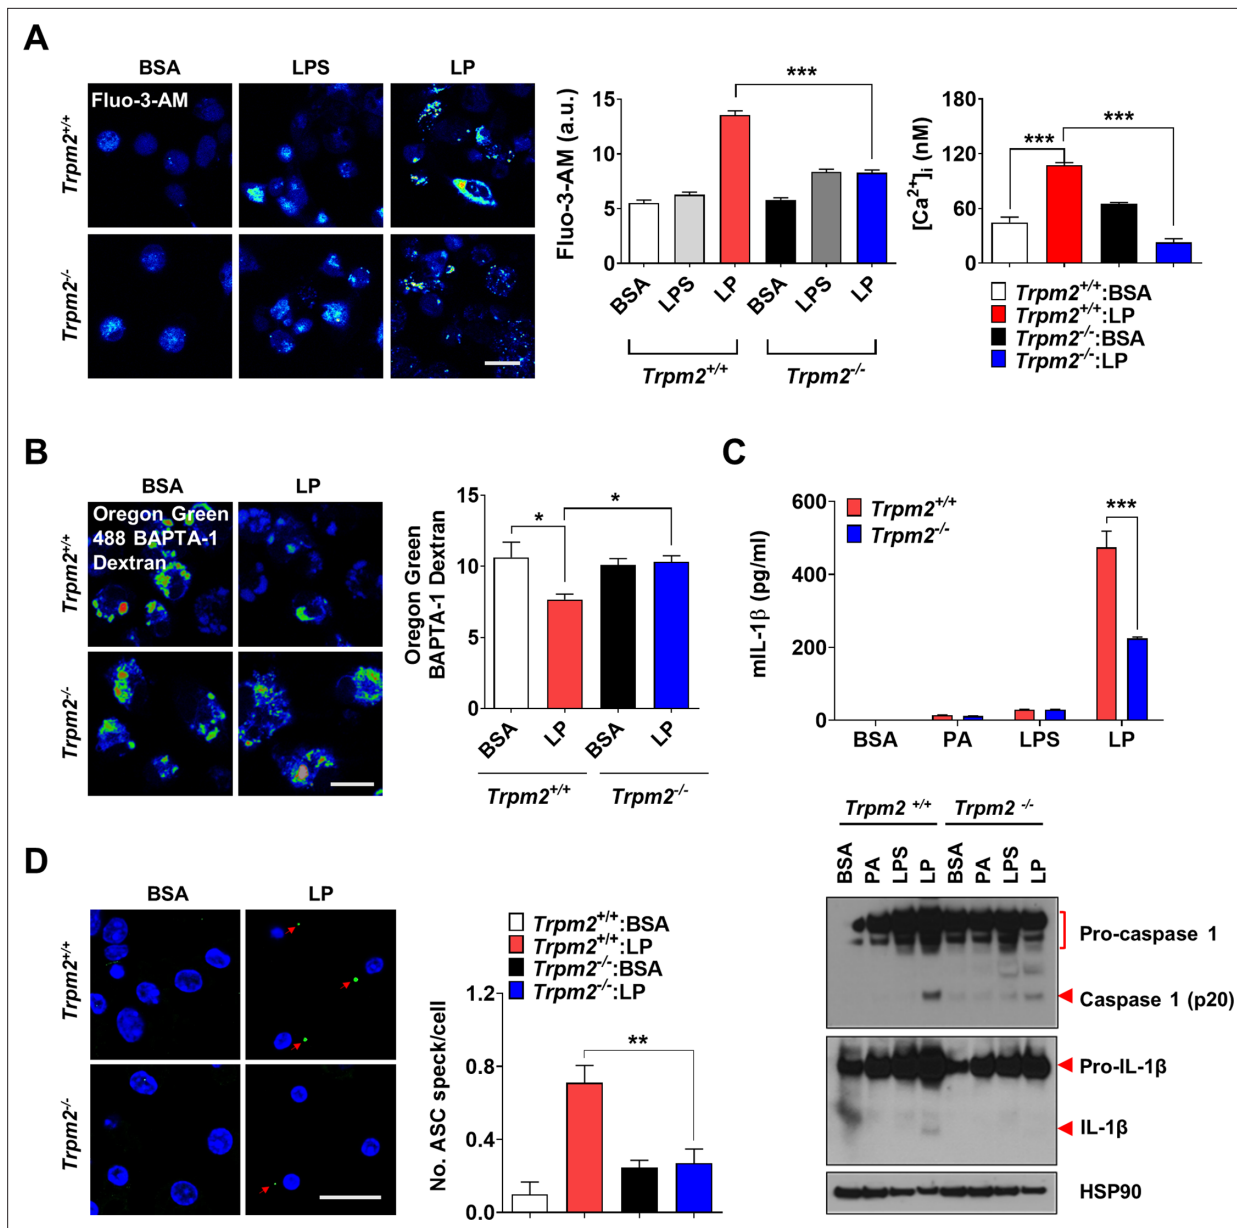 A
BSA LPS LP
Fluo-3-AM
Trpm2+/+
Trpm2-/-
Fluo-3-AM (a.u.)
15
10
5
0
***
BSA LPS LP BSA LPS LP
Trpm2+/+ Trpm2-/-
[Ca2+]i (nM)
180
120
60
0
*** ***
Trpm2+/+:BSA
Trpm2+/+:LP
Trpm2-/-:BSA
Trpm2-/-:LP
B
BSA LP
Oregon Green
488 BAPTA-1
Dextran
Trpm2+/+
Trpm2-/-
Oregon Green
BAPTA-1 Dextran
15
10
5
0
* *
BSA LP BSA LP
Trpm2+/+ Trpm2-/-
C
mIL-1β (pg/ml)
600
400
200
0
Trpm2+/+
Trpm2-/-
***
BSA PA LPS LP
Trpm2 +/+ Trpm2 -/-
BSA PA LPS LP BSA PA LPS LP
Pro-caspase 1
Caspase 1 (p20)
Pro-IL-1β
IL-1β
HSP90
D
BSA LP
Trpm2+/+
Trpm2-/-
Trpm2+/+:BSA
Trpm2+/+:LP
Trpm2-/-:BSA
Trpm2-/-:LP
No. ASC speck/cell
1.2
0.8
0.4
0.0
**